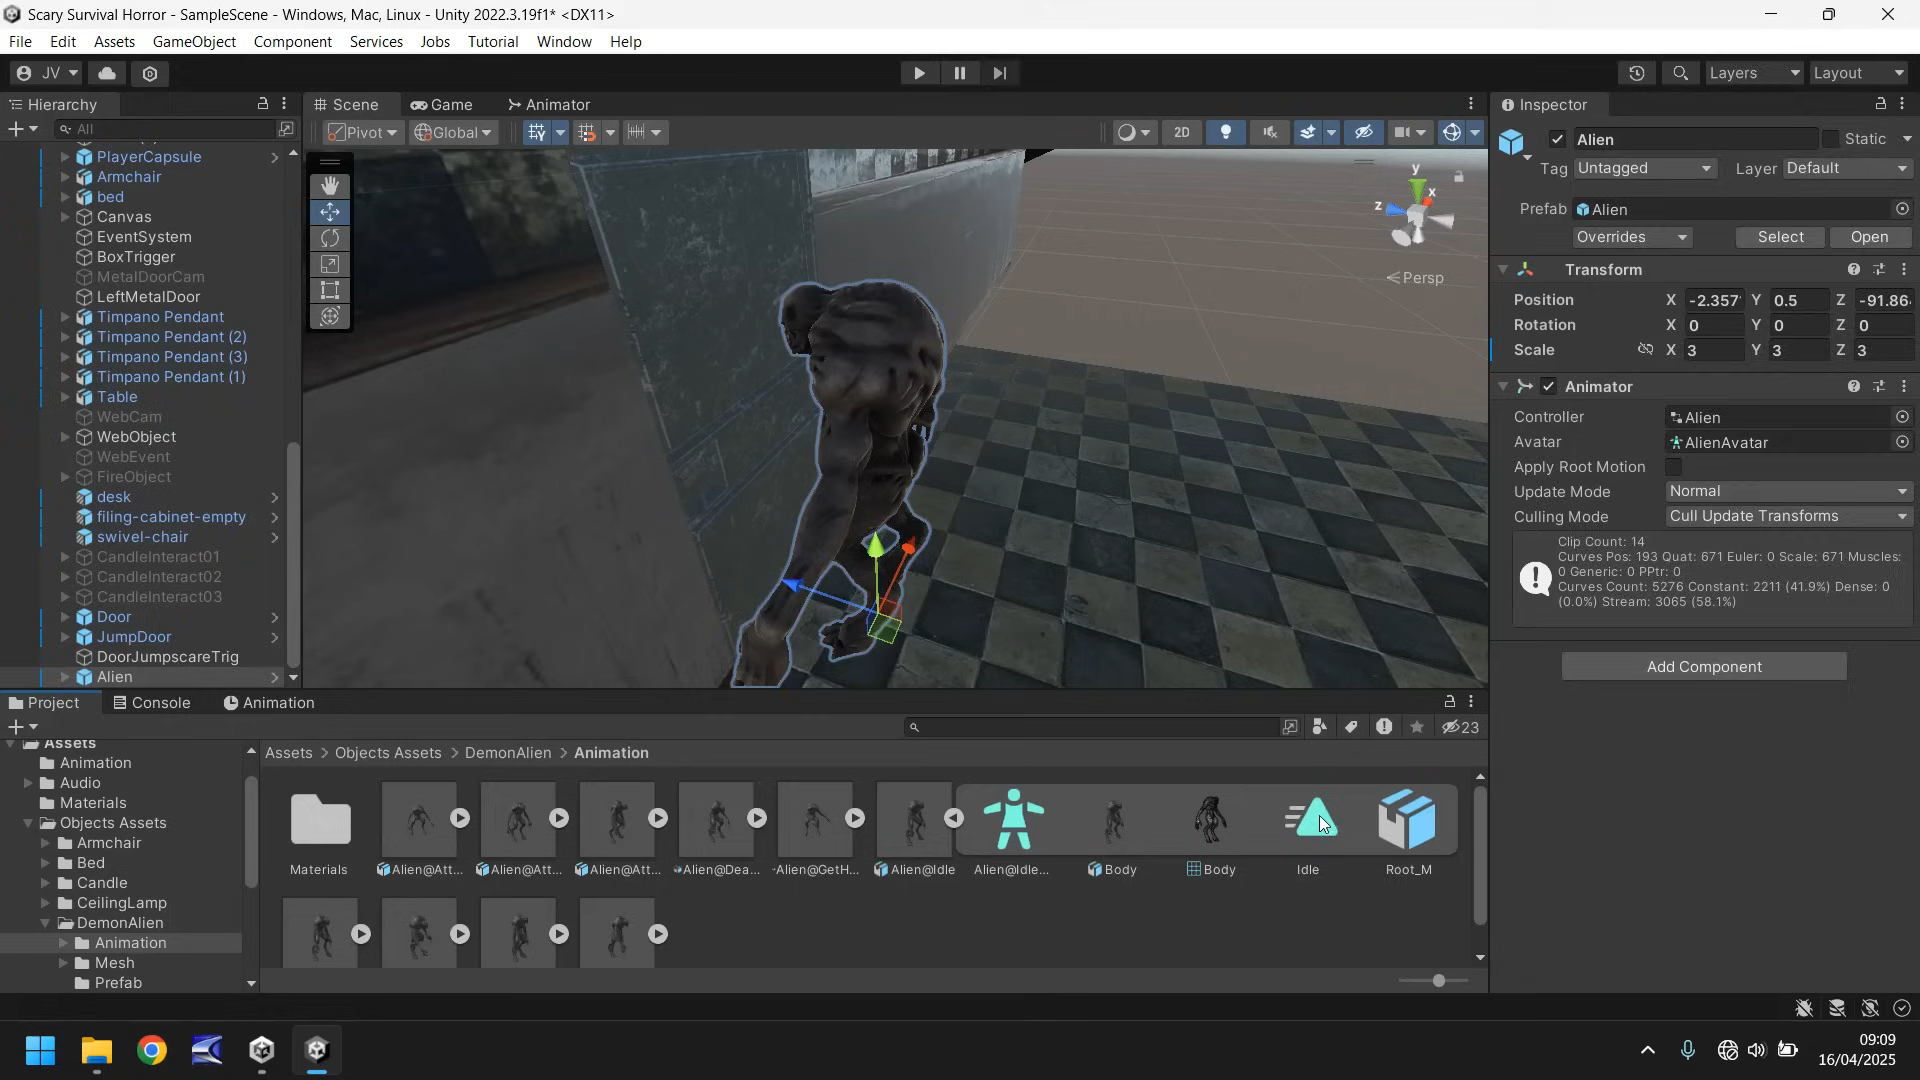 Scary Survival Horror - SampleScene - Windows, Mac, Linux - Unity 2022.3.19f1* <DX11>
File Edit Assets GameObject Component Services Jobs Tutorial Window Help
JV Layers Layout
Hierarchy
All
PlayerCapsule
Armchair
bed
Canvas
EventSystem
BoxTrigger
MetalDoorCam
LeftMetalDoor
Timpano Pendant
Timpano Pendant (2)
Timpano Pendant (3)
Timpano Pendant (1)
Table
WebCam
WebObject
WebEvent
FireObject
desk
filing-cabinet-empty
swivel-chair
CandleInteract01
CandleInteract02
CandleInteract03
Door
JumpDoor
DoorJumpscareTrig
Alien
Scene Game Animator
Pivot Global 2D
y
x
z
Persp
Inspector
Alien Static
Tag Untagged Layer Default
Prefab Alien
Overrides Select Open
Transform
Position X -2.357 Y 0.5 Z -91.86
Rotation X 0 Y 0 Z 0
Scale X 3 Y 3 Z 3
Animator
Controller Alien
Avatar AlienAvatar
Apply Root Motion
Update Mode Normal
Culling Mode Cull Update Transforms
Clip Count: 14
Curves Pos: 193 Quat: 671 Euler: 0 Scale: 671 Muscles:
0 Generic: 0 PPtr: 0
Curves Count: 5276 Constant: 2211 (41.9%) Dense: 0
(0.0%) Stream: 3065 (58.1%)
Add Component
Project Console Animation
23
Assets
Animation
Audio
Materials
Objects Assets
Armchair
Bed
Candle
CeilingLamp
DemonAlien
Animation
Mesh
Prefab
Assets > Objects Assets > DemonAlien > Animation
Materials Alien@Att... Alien@Att... Alien@Att... Alien@Dea... Alien@GetH... Alien@Idle Alien@Idle... Body Body Idle Root_M
09:09
16/04/2025